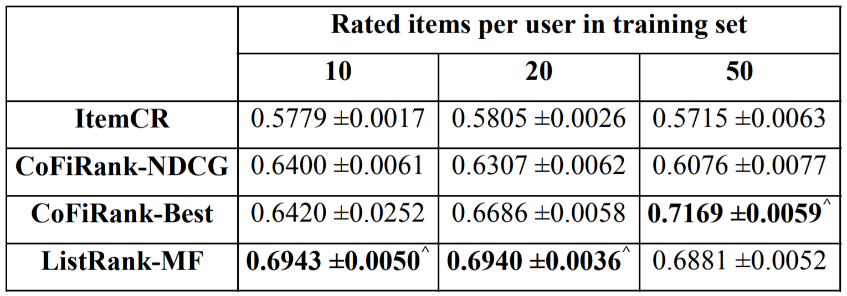 Rated items per user in training set
10 20 50
ItemCR 0.5779 ±0.0017 0.5805 ±0.0026 0.5715 ±0.0063
CoFiRank-NDCG 0.6400 ±0.0061 0.6307 ±0.0062 0.6076 ±0.0077
CoFiRank-Best 0.6420 ±0.0252 0.6686 ±0.0058 0.7169 ±0.0059^
ListRank-MF 0.6943 ±0.0050^ 0.6940 ±0.0036^ 0.6881 ±0.0052